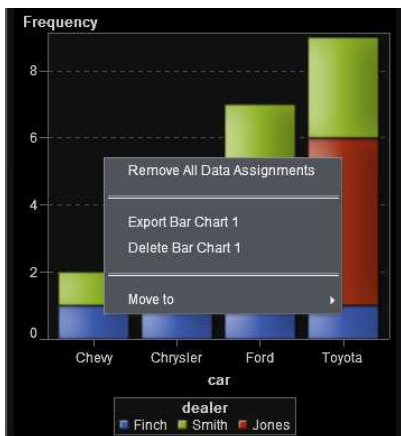 Frequency
8
6
4
2
0
Remove All Data Assignments
Export Bar Chart 1
Delete Bar Chart 1
Move to
Chevy Chrysler Ford Toyota
car
dealer
Finch Smith Jones